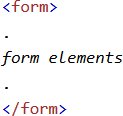 <form>
.
form elements
.
</form>